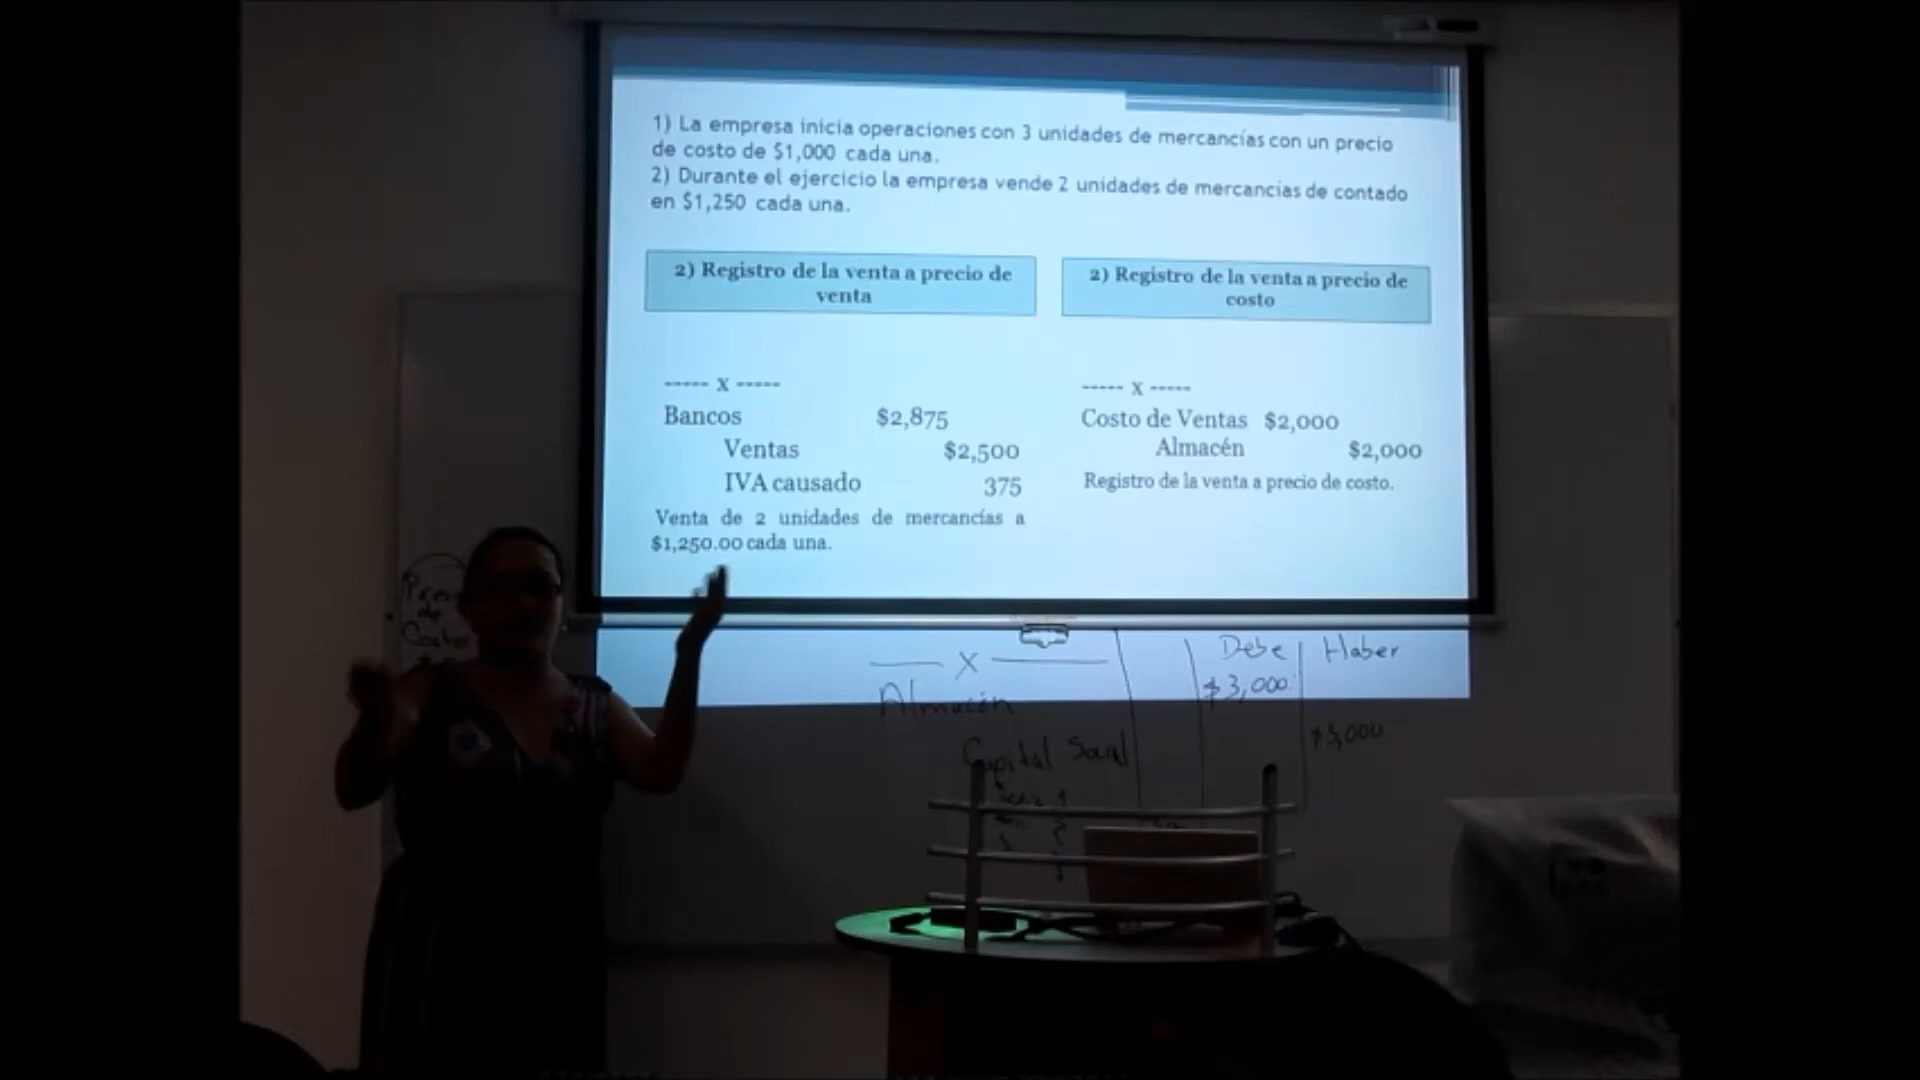 1) La empresa inicia operaciones con 3 unidades de mercancías con un precio
de costo de $1,000 cada una.
2) Durante el ejercicio la empresa vende 2 unidades de mercancías de contado
en $1,250 cada una.
2) Registro de la venta a precio de
venta
----- x -----
Bancos $2,875
Ventas $2,500
IVA causado 375
Venta de 2 unidades de mercancías a
$1,250.00 cada una.
2) Registro de la venta a precio de
costo
----- x -----
Costo de Ventas $2,000
Almacén $2,000
Registro de la venta a precio de costo.
de
x
Debe Haber
Almacén $3,000
Capital $3,000